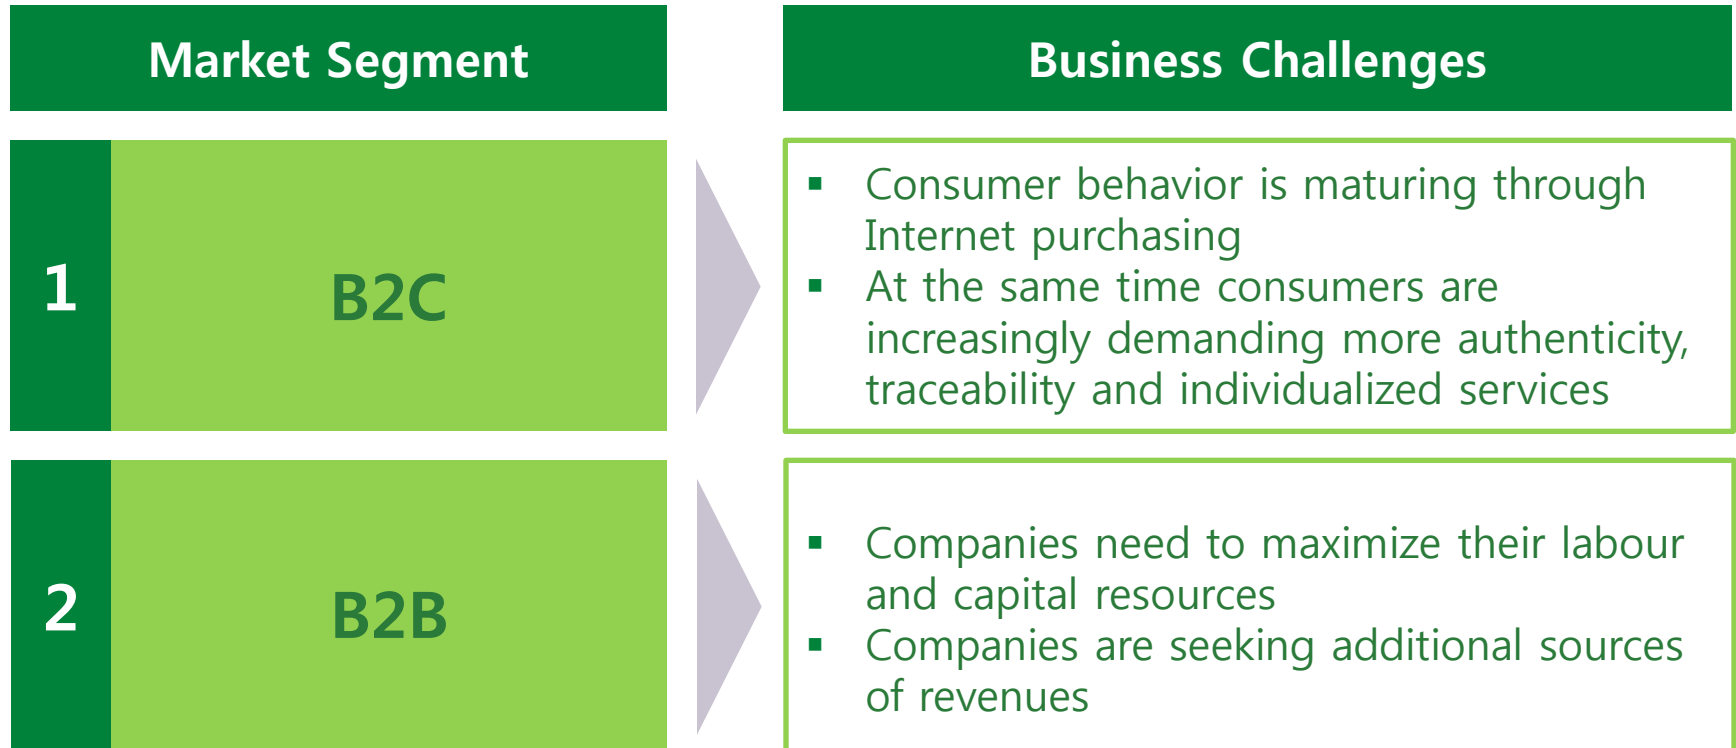 Market Segment
Business Challenges
1
B2C
▪ Consumer behavior is maturing through
Internet purchasing
▪ At the same time consumers are
increasingly demanding more authenticity,
traceability and individualized services
2
B2B
▪ Companies need to maximize their labour
and capital resources
▪ Companies are seeking additional sources
of revenues